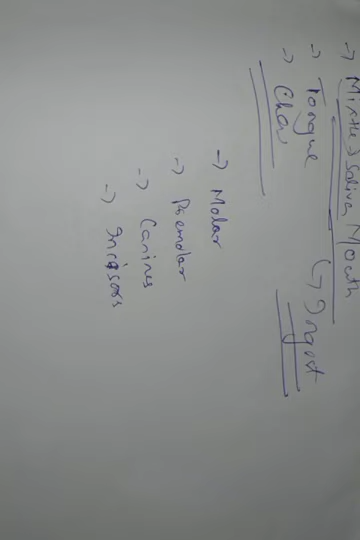 -> Mixes saliva Mouth
-> Tongue
-> Chew
↳ Ingest
-> Molar
-> Premolar
-> Canines
-> Incisors